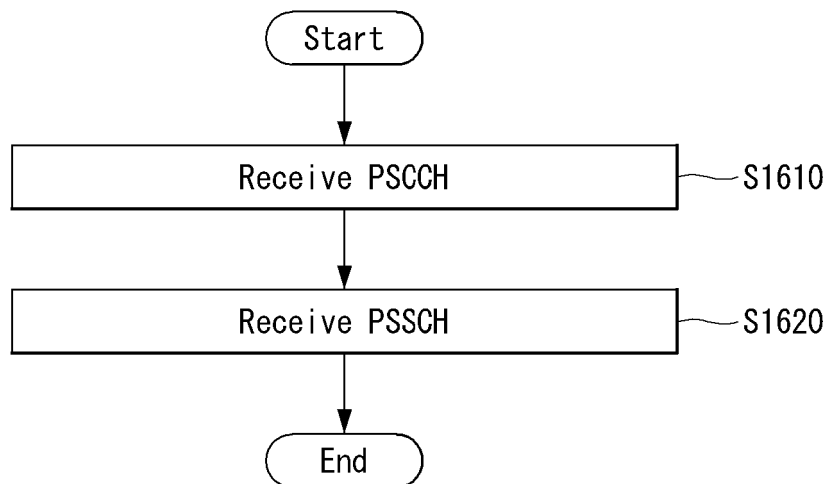 Start
Receive PSCCH
S1610
Receive PSSCH
S1620
End